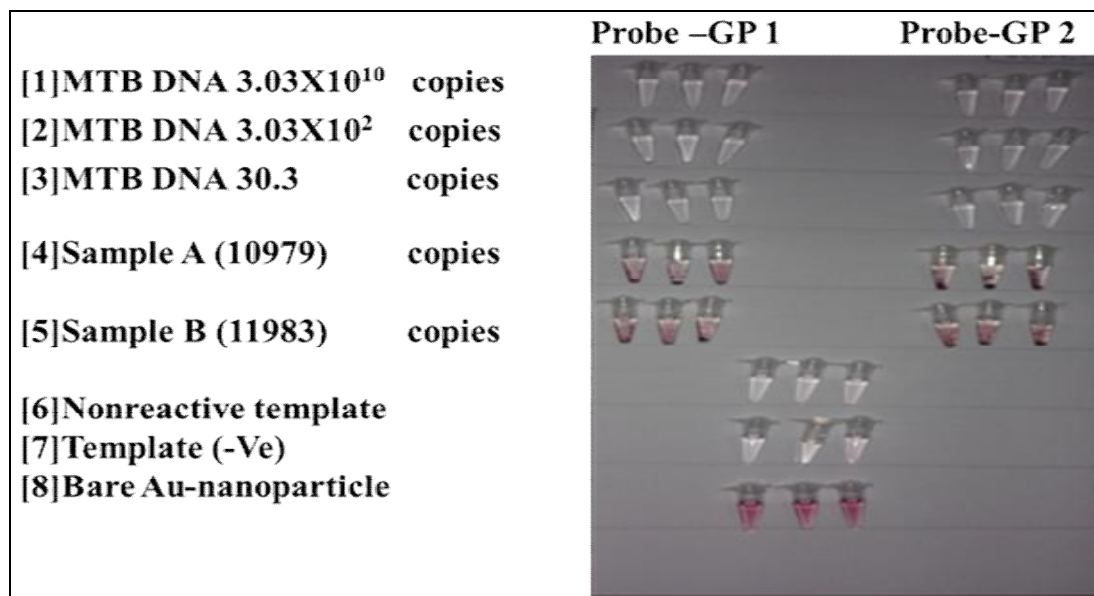 Probe –GP 1 Probe-GP 2
[1]MTB DNA 3.03X10¹⁰ copies
[2]MTB DNA 3.03X10² copies
[3]MTB DNA 30.3 copies
[4]Sample A (10979) copies
[5]Sample B (11983) copies
[6]Nonreactive template
[7]Template (-Ve)
[8]Bare Au-nanoparticle